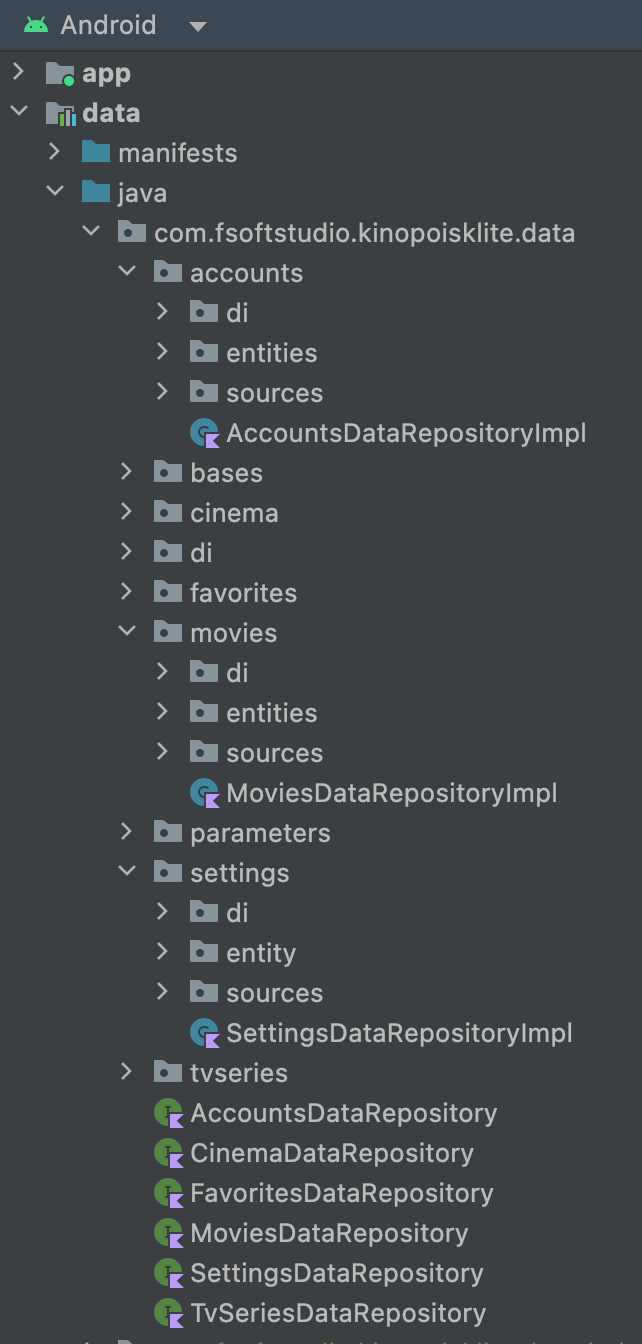 Android
app
data
manifests
java
com.fsoftstudio.kinopoisklite.data
accounts
di
entities
sources
AccountsDataRepositoryImpl
bases
cinema
di
favorites
movies
di
entities
sources
MoviesDataRepositoryImpl
parameters
settings
di
entity
sources
SettingsDataRepositoryImpl
tvseries
AccountsDataRepository
CinemaDataRepository
FavoritesDataRepository
MoviesDataRepository
SettingsDataRepository
TvSeriesDataRepository